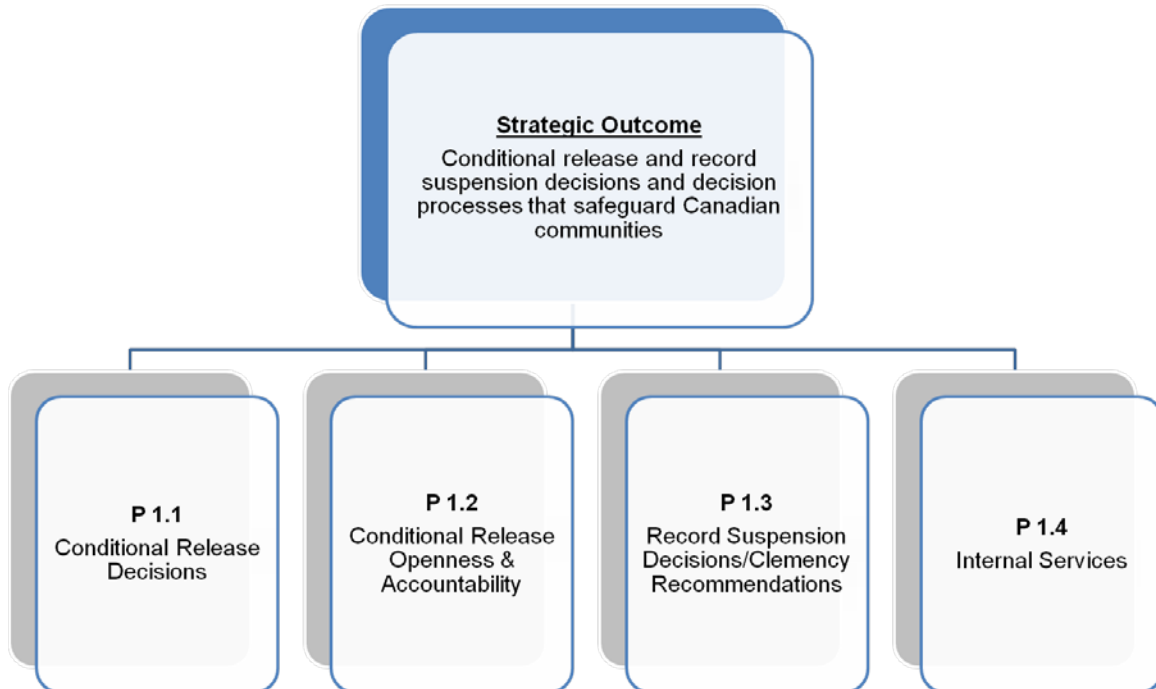 Strategic Outcome
Conditional release and record
suspension decisions and decision
processes that safeguard Canadian
communities
P 1.1
Conditional Release
Decisions
P 1.2
Conditional Release
Openness &
Accountability
P 1.3
Record Suspension
Decisions/Clemency
Recommendations
P 1.4
Internal Services